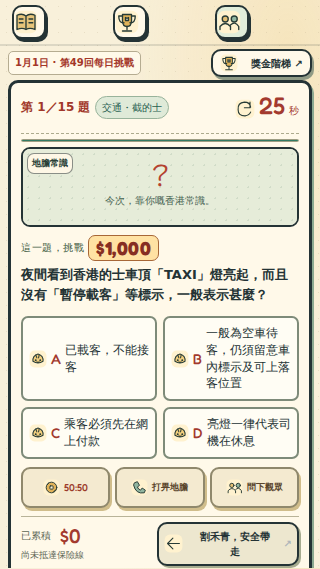 1月1日・第49回每日挑戰
獎金階梯 ↗
第 1／15 題
交通・截的士
25 秒
地膽常識
?
今次，靠你嘅香港常識。
這一題，挑戰
$1,000
夜間看到香港的士車頂「TAXI」燈亮起，而且
沒有「暫停載客」等標示，一般表示甚麼？
A
已載客，不能接
客
B
一般為空車待
客，仍須留意車
內標示及可上落
客位置
C
乘客必須先在網
上付款
D
亮燈一律代表司
機在休息
50:50
打畀地膽
問下觀眾
已累積 $0
尚未抵達保險線
← 割禾青，安全帶
走 ↗